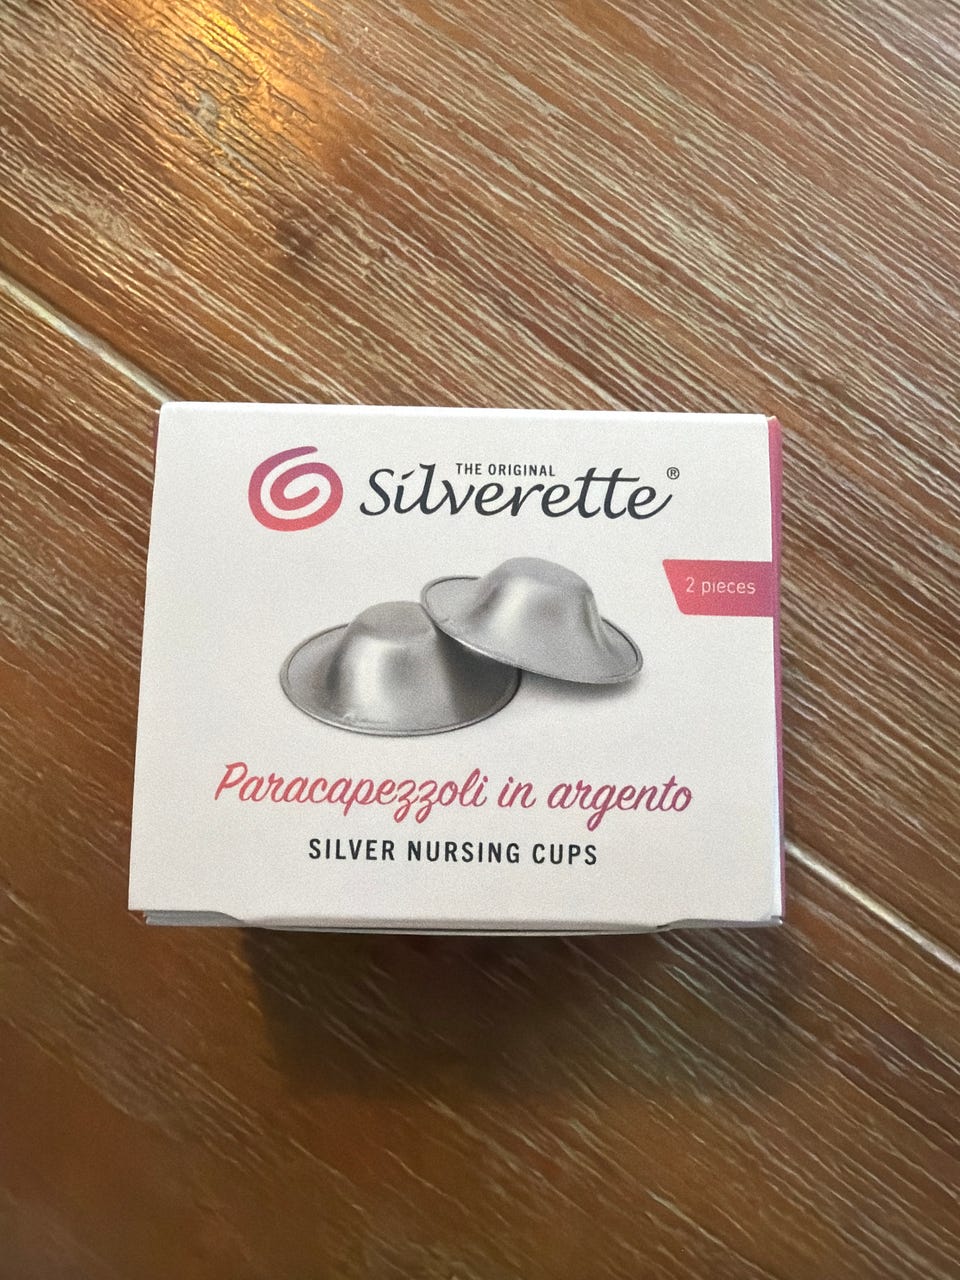 THE ORIGINAL
Silverette®
2 pieces
Paracapezzoli in argento
SILVER NURSING CUPS